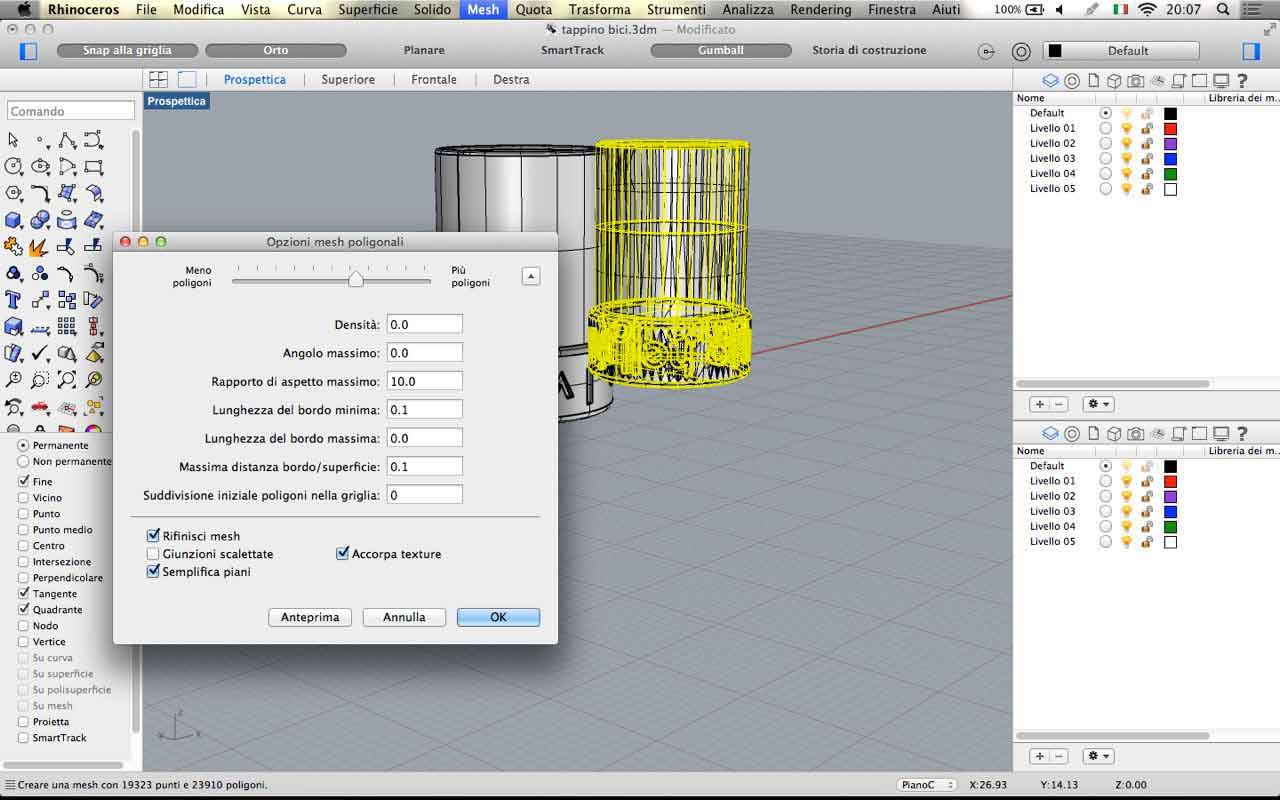 Rhinoceros File Modifica Vista Curva Superficie Solido Mesh Quota Trasforma Strumenti Analizza Rendering Finestra Aiuti 100% 20:07
tappino bici.3dm — Modificato
Snap alla griglia Orto Planare SmartTrack Gumball Storia di costruzione Default
Prospettica Superiore Frontale Destra
Comando
Prospettica
Nome Libreria dei m...
Default
Livello 01
Livello 02
Livello 03
Livello 04
Livello 05
Opzioni mesh poligonali
Meno poligoni
Più poligoni
Densità: 0.0
Angolo massimo: 0.0
Rapporto di aspetto massimo: 10.0
Lunghezza del bordo minima: 0.1
Lunghezza del bordo massima: 0.0
Massima distanza bordo/superficie: 0.1
Suddivisione iniziale poligoni nella griglia: 0
Rifinisci mesh
Giunzioni scalettate Accorpa texture
Semplifica piani
Anteprima Annulla OK
Permanente
Non permanente
Fine
Vicino
Punto
Punto medio
Centro
Intersezione
Perpendicolare
Tangente
Quadrante
Nodo
Vertice
Su curva
Su superficie
Su polisuperficie
Su mesh
Proietta
SmartTrack
Nome Libreria dei m...
Default
Livello 01
Livello 02
Livello 03
Livello 04
Livello 05
Creare una mesh con 19323 punti e 23910 poligoni.
PianoC X:26.93 Y:14.13 Z:0.00